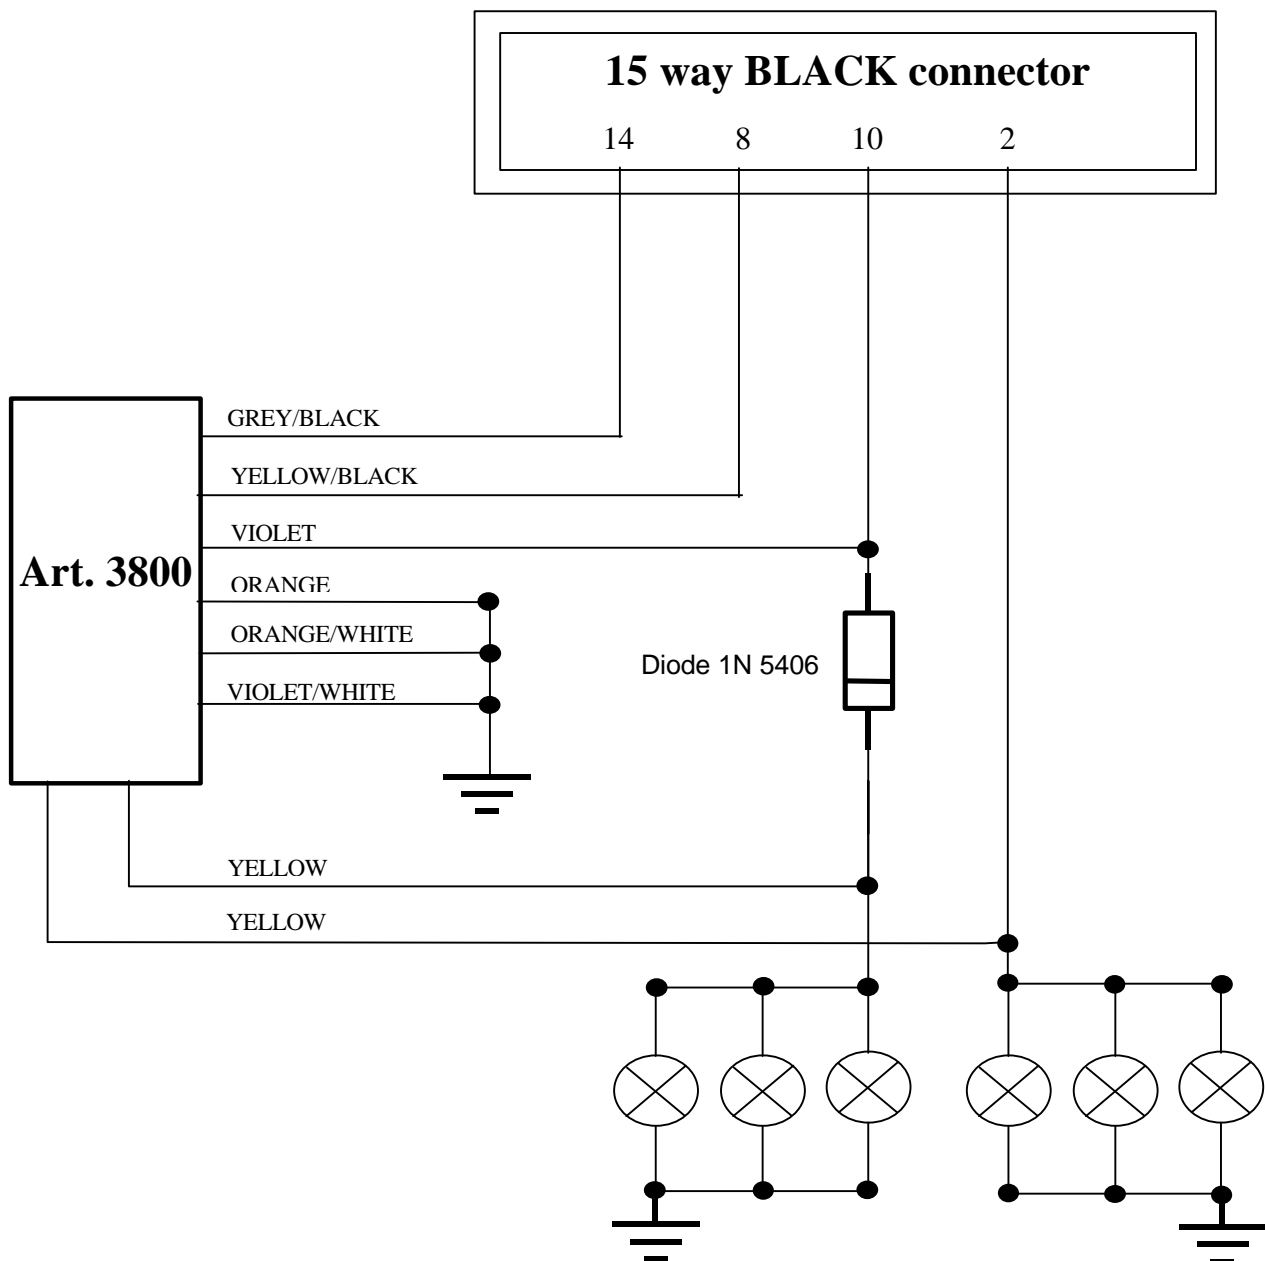 15 way BLACK connector
14 8 10 2
GREY/BLACK
YELLOW/BLACK
VIOLET
Art. 3800
ORANGE
ORANGE/WHITE
Diode 1N 5406
VIOLET/WHITE
YELLOW
YELLOW